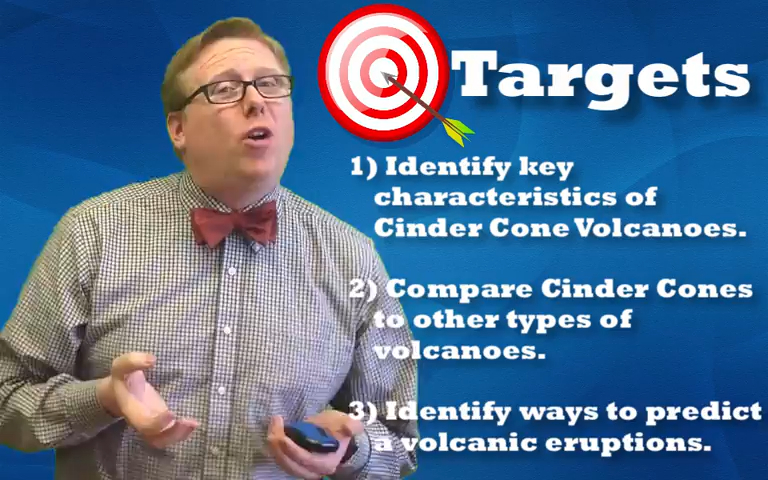 Targets
1) Identify key
characteristics of
Cinder Cone Volcanoes.
2) Compare Cinder Cones
to other types of
volcanoes.
3) Identify ways to predict
a volcanic eruptions.